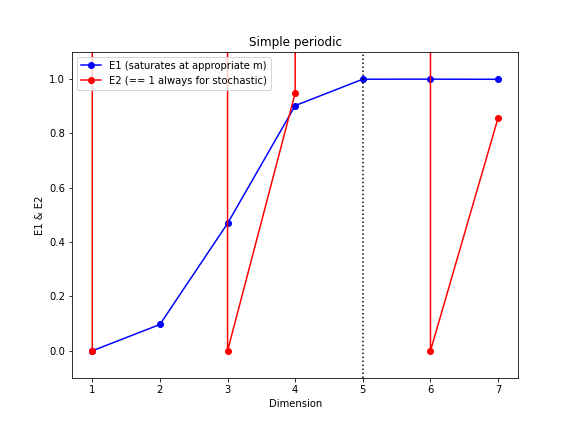 Simple periodic
E1 (saturates at appropriate m)
E2 (== 1 always for stochastic)
E1 & E2
1.0
0.8
0.6
0.4
0.2
0.0
1 2 3 4 5 6 7
Dimension